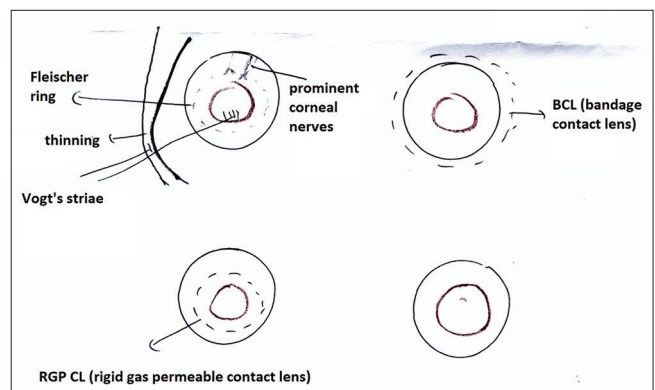 Fleischer
ring
prominent
corneal
nerves
thinning
Vogt's striae
BCL (bandage
contact lens)
RGP CL (rigid gas permeable contact lens)